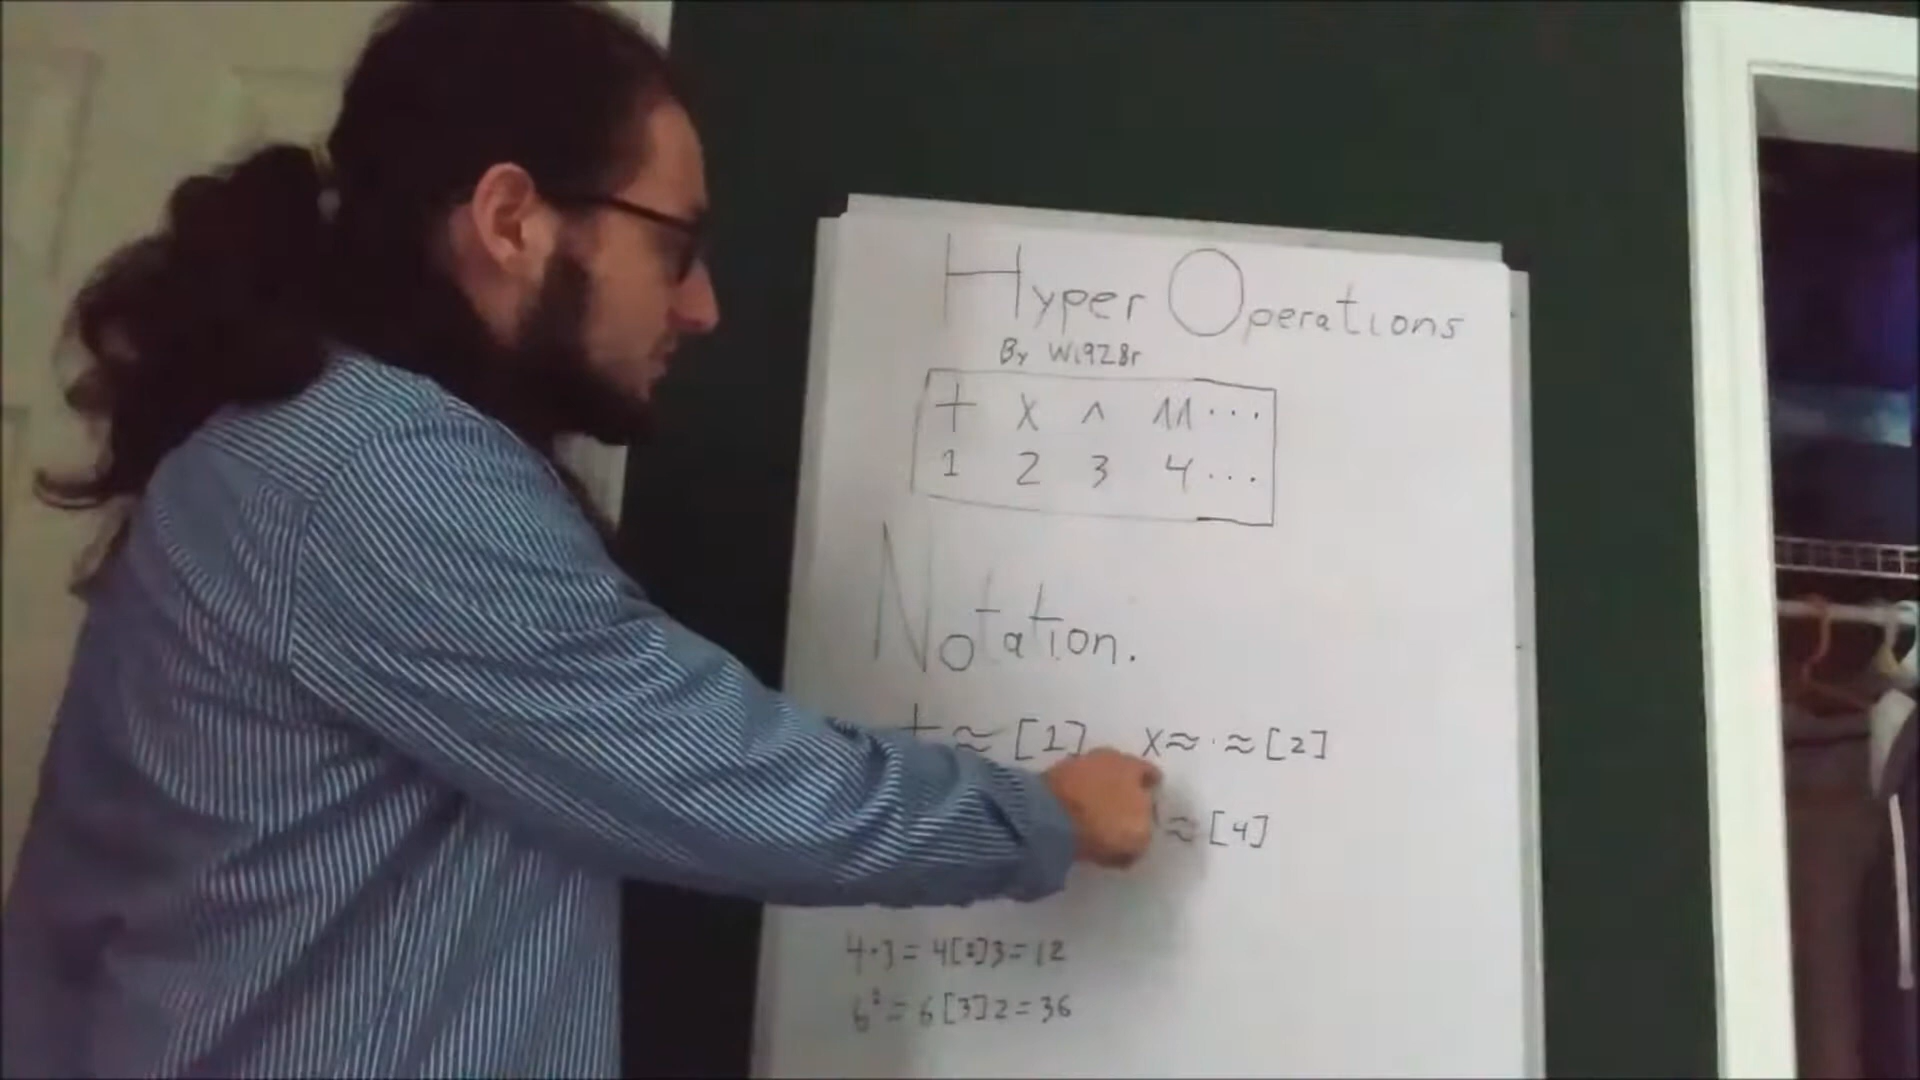 Hyper Operations
By Wi9Z8r
+ X ^ ^^ ...
1 2 3 4 ...
Notation.
+ ≈ [1] X ≈ · ≈ [2]
≈ [4]
4·3 = 4[2]3 = 12
6² = 6[3]2 = 36